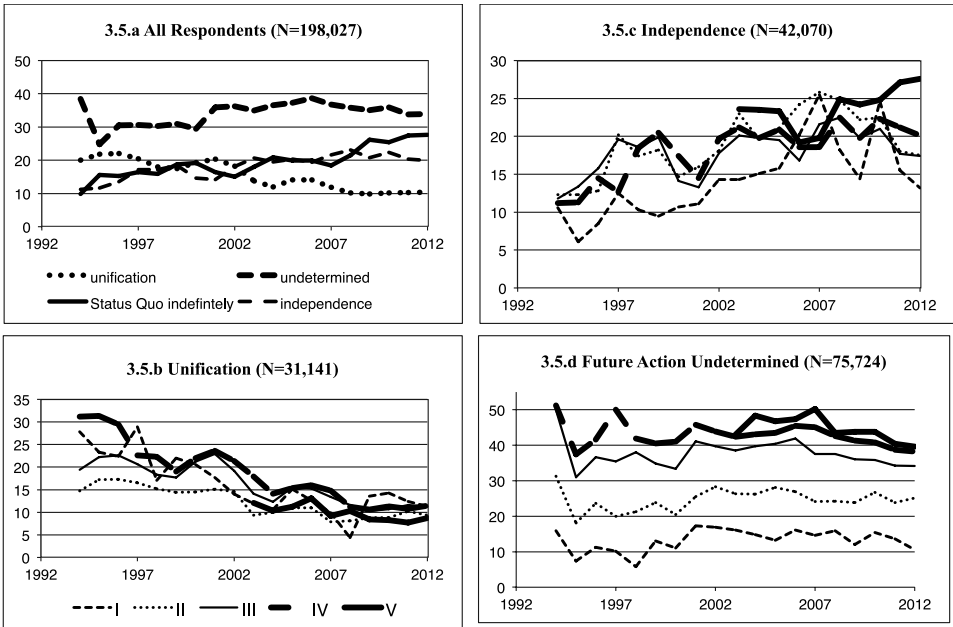 3.5.a All Respondents (N=198,027)
50
40
30
20
10
0
1992 1997 2002 2007 2012
unification undetermined
Status Quo indefintely independence
3.5.c Independence (N=42,070)
30
25
20
15
10
5
0
1992 1997 2002 2007 2012
3.5.b Unification (N=31,141)
35
30
25
20
15
10
5
0
1992 1997 2002 2007 2012
I II III IV V
3.5.d Future Action Undetermined (N=75,724)
50
40
30
20
10
0
1992 1997 2002 2007 2012